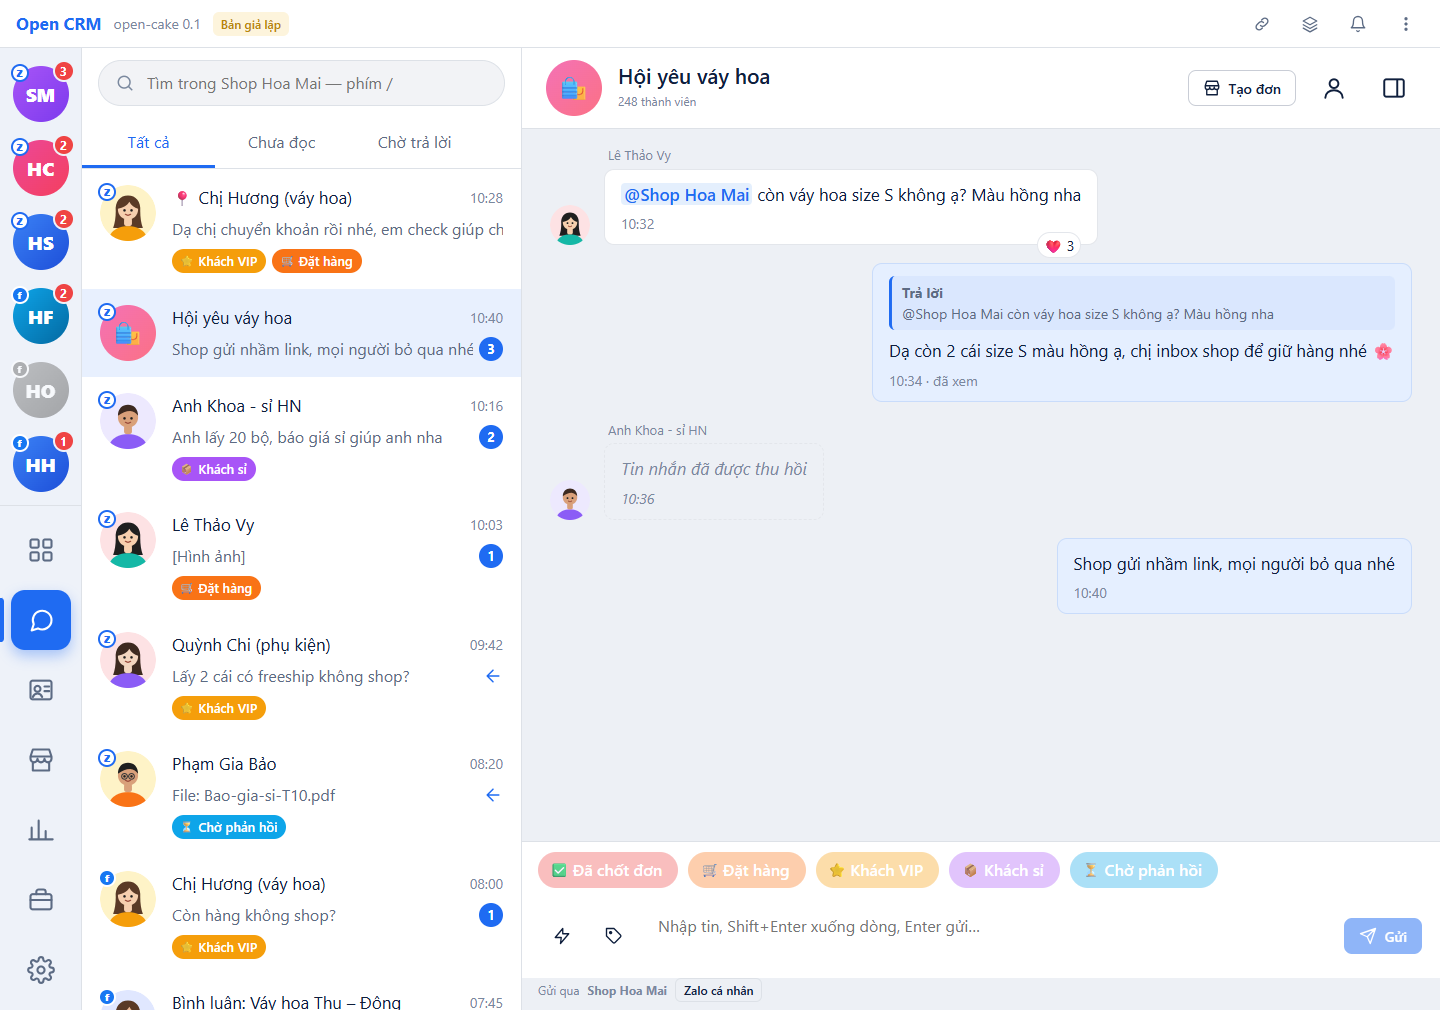 Open CRM open-cake 0.1 Bản giả lập
SM 3
HC 2
HS 2
HF 2
HO
HH 1
Tìm trong Shop Hoa Mai — phím /
Tất cả Chưa đọc Chờ trả lời
Chị Hương (váy hoa) 10:28
Dạ chị chuyển khoản rồi nhé, em check giúp ch
Khách VIP Đặt hàng
Hội yêu váy hoa 10:40
Shop gửi nhầm link, mọi người bỏ qua nhé 3
Anh Khoa - sỉ HN 10:16
Anh lấy 20 bộ, báo giá sỉ giúp anh nha 2
Khách sỉ
Lê Thảo Vy 10:03
[Hình ảnh] 1
Đặt hàng
Quỳnh Chi (phụ kiện) 09:42
Lấy 2 cái có freeship không shop?
Khách VIP
Phạm Gia Bảo 08:20
File: Bao-gia-si-T10.pdf
Chờ phản hồi
Chị Hương (váy hoa) 08:00
Còn hàng không shop? 1
Khách VIP
Bình luận: Váy hoa Thu – Đông 07:45
Hội yêu váy hoa
248 thành viên
Tạo đơn
Lê Thảo Vy
@Shop Hoa Mai còn váy hoa size S không ạ? Màu hồng nha
10:32
3
Trả lời
@Shop Hoa Mai còn váy hoa size S không ạ? Màu hồng nha
Dạ còn 2 cái size S màu hồng ạ, chị inbox shop để giữ hàng nhé
10:34 · đã xem
Anh Khoa - sỉ HN
Tin nhắn đã được thu hồi
10:36
Shop gửi nhầm link, mọi người bỏ qua nhé
10:40
Đã chốt đơn Đặt hàng Khách VIP Khách sỉ Chờ phản hồi
Nhập tin, Shift+Enter xuống dòng, Enter gửi...
Gửi
Gửi qua Shop Hoa Mai Zalo cá nhân